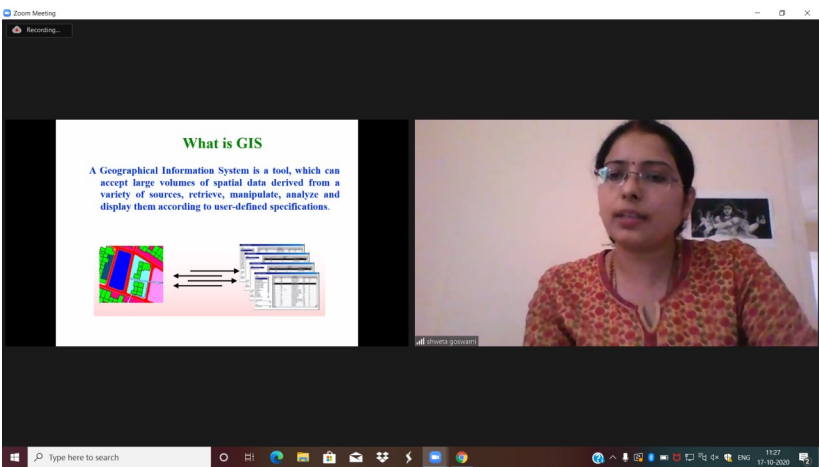 Zoom Meeting
Recording...
What is GIS
A Geographical Information System is a tool, which can
accept large volumes of spatial data derived from a
variety of sources, retrieve, manipulate, analyze and
display them according to user-defined specifications.
shweta goswami
Type here to search
ENG
11:27
17-10-2020